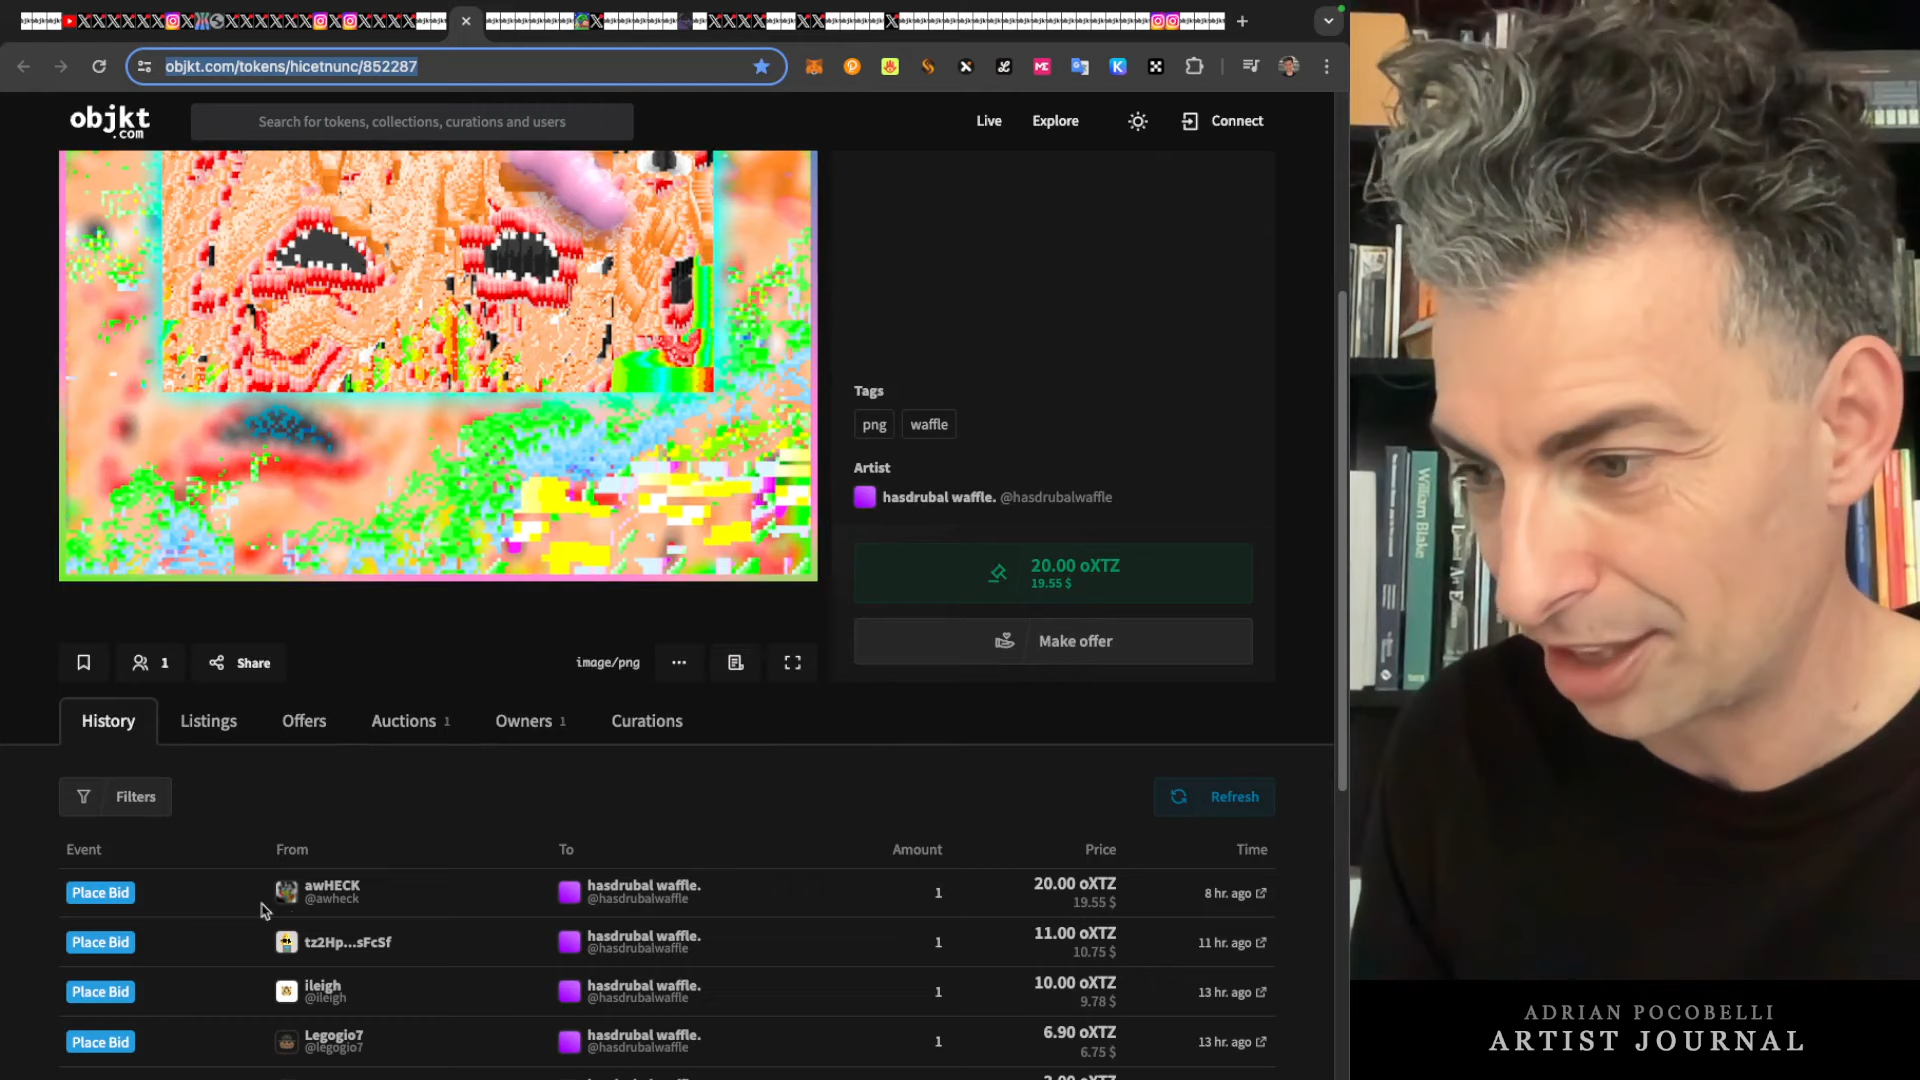 objkt.com/tokens/hicetnunc/852287
objkt
.com
Search for tokens, collections, curations and users
Live
Explore
Connect
Tags
png
waffle
Artist
hasdrubal waffle. @hasdrubalwaffle
20.00 oXTZ
19.55 $
Make offer
1
Share
image/png
History
Listings
Offers
Auctions 1
Owners 1
Curations
Filters
Refresh
Event From To Amount Price Time
Place Bid
awHECK
@awheck
hasdrubal waffle.
@hasdrubalwaffle
1
20.00 oXTZ
19.55 $
8 hr. ago
Place Bid
tz2Hp...sFcSf
hasdrubal waffle.
@hasdrubalwaffle
1
11.00 oXTZ
10.75 $
11 hr. ago
Place Bid
ileigh
@ileigh
hasdrubal waffle.
@hasdrubalwaffle
1
10.00 oXTZ
9.78 $
13 hr. ago
Place Bid
Legogio7
@legogio7
hasdrubal waffle.
@hasdrubalwaffle
1
6.90 oXTZ
6.75 $
13 hr. ago
William Blake
ADRIAN POCOBELLI
ARTIST JOURNAL